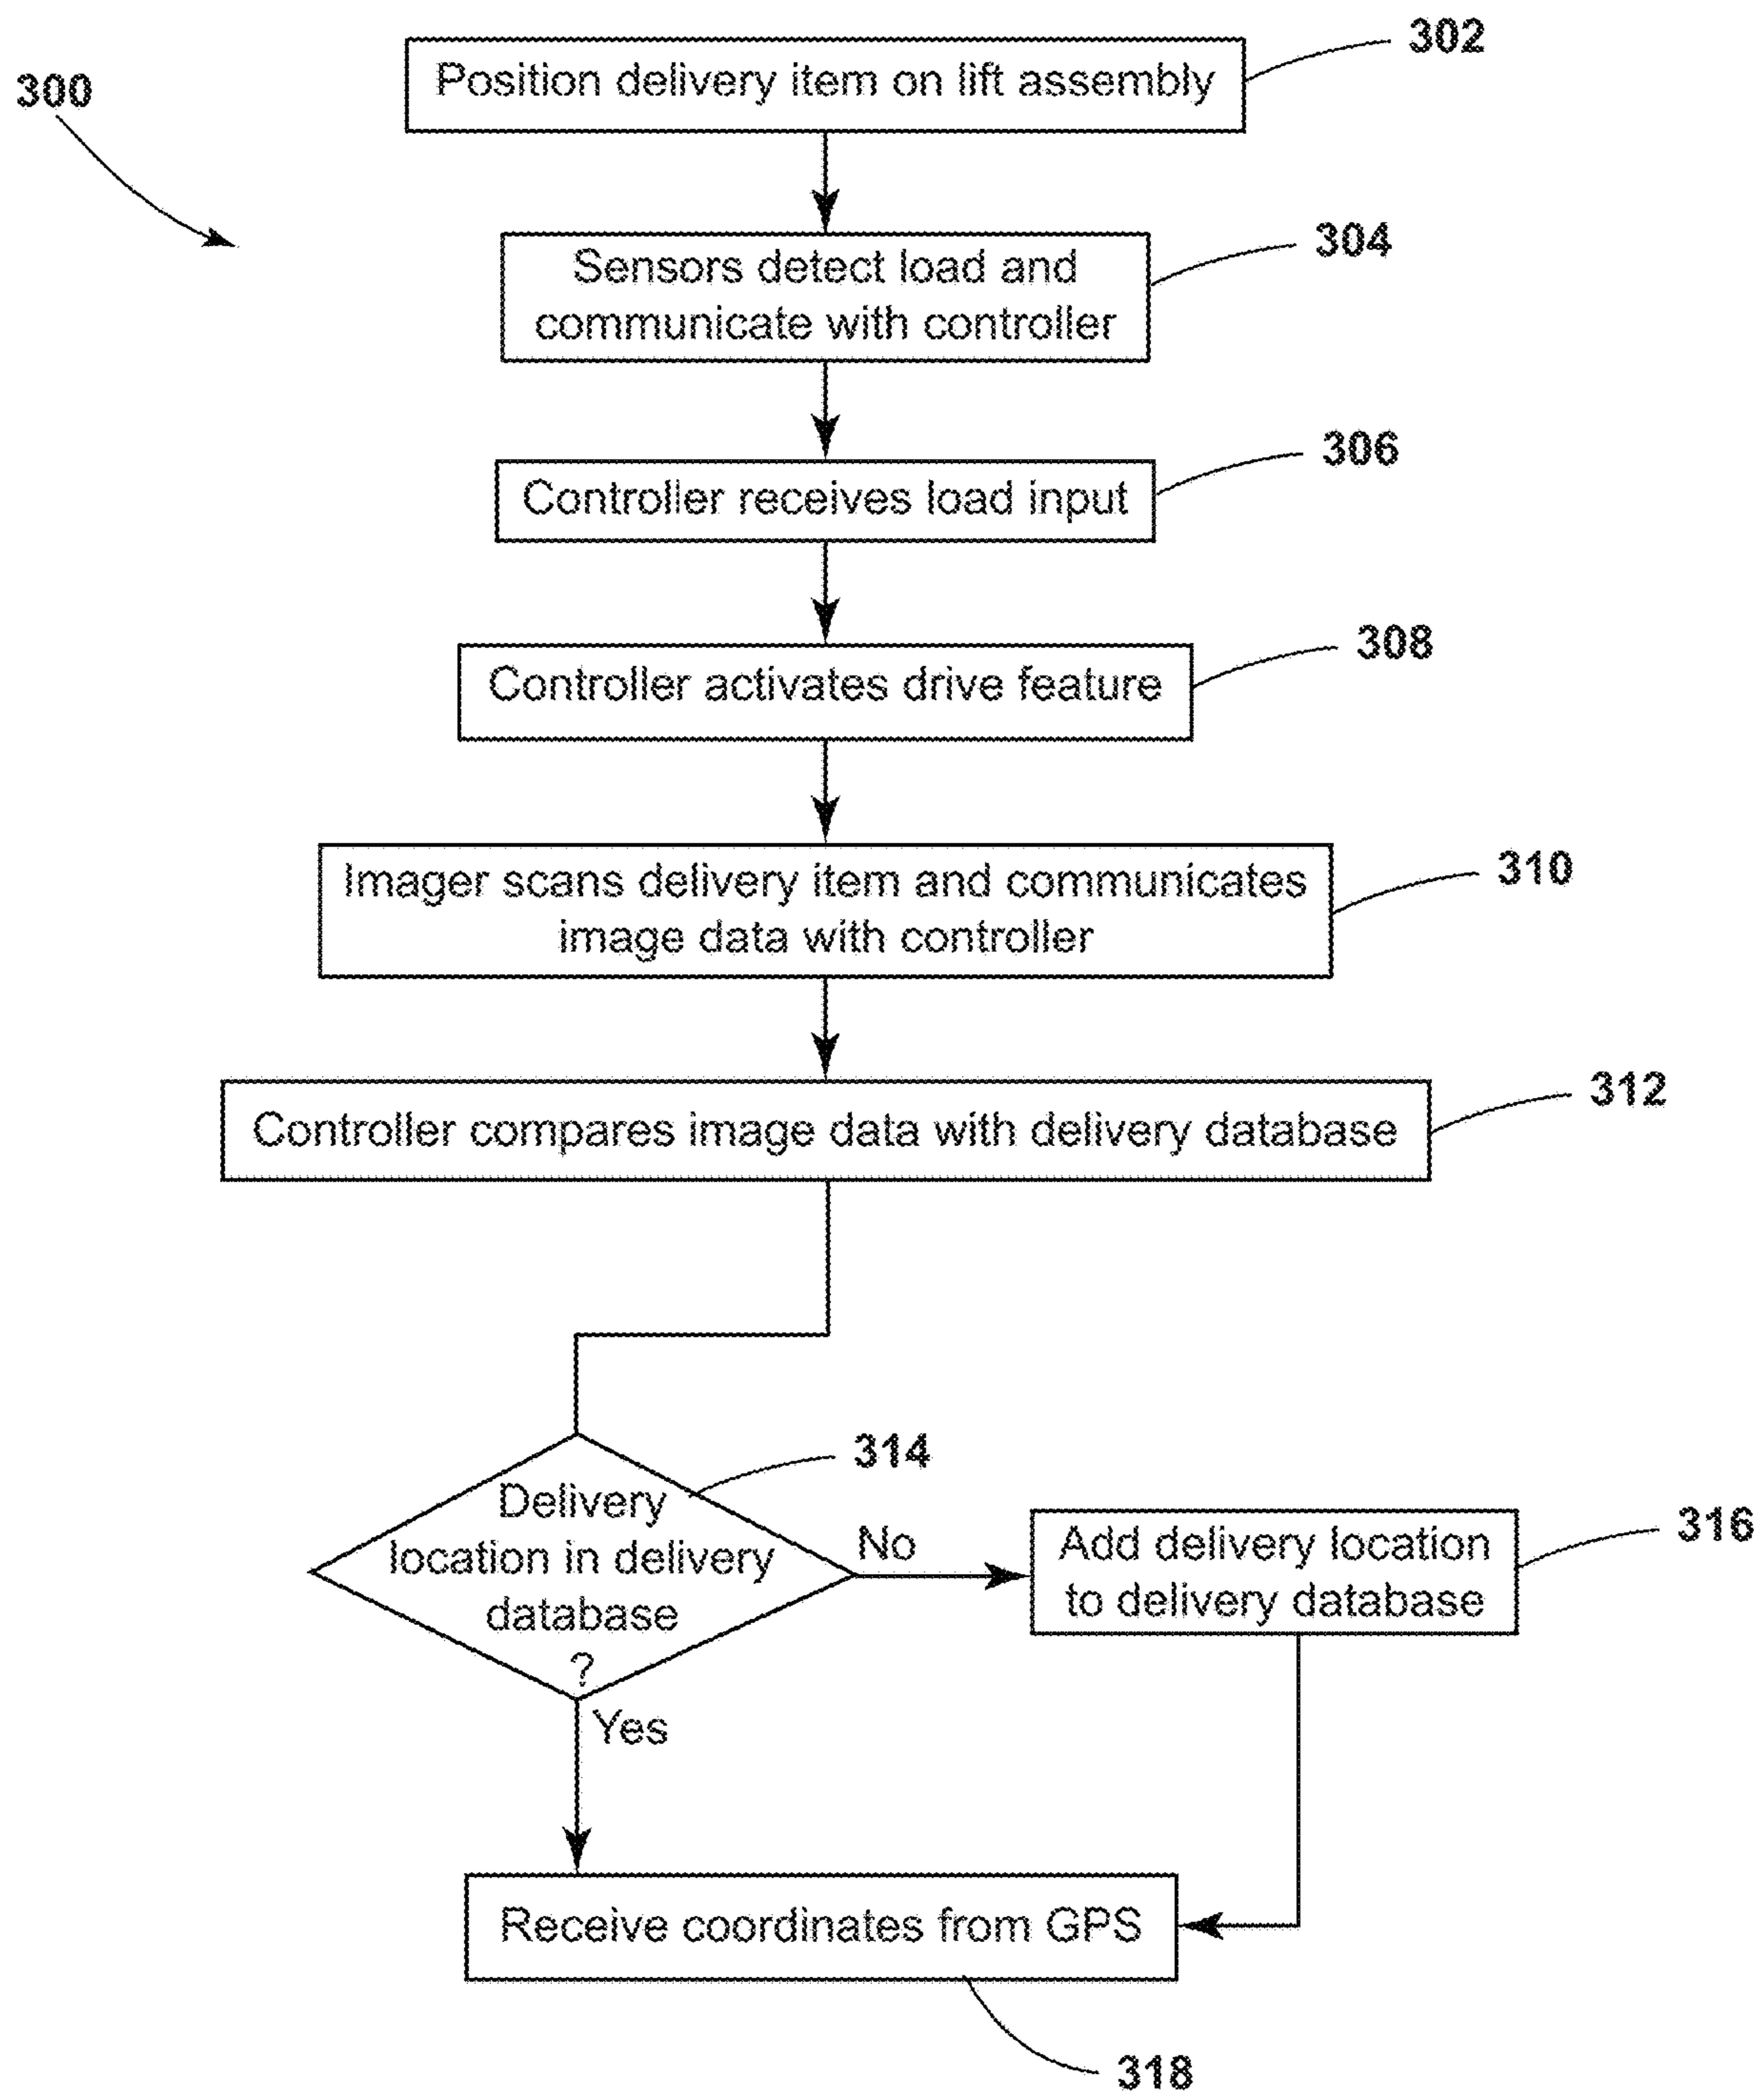 302
Position delivery item on lift assembly
300
304
Sensors detect load and
communicate with controller
306
Controller receives load input
308
Controller activates drive feature
310
Imager scans delivery item and communicates
image data with controller
312
Controller compares image data with delivery database
314
Delivery
location in delivery
database
?
No
316
Add delivery location
to delivery database
Yes
Receive coordinates from GPS
318